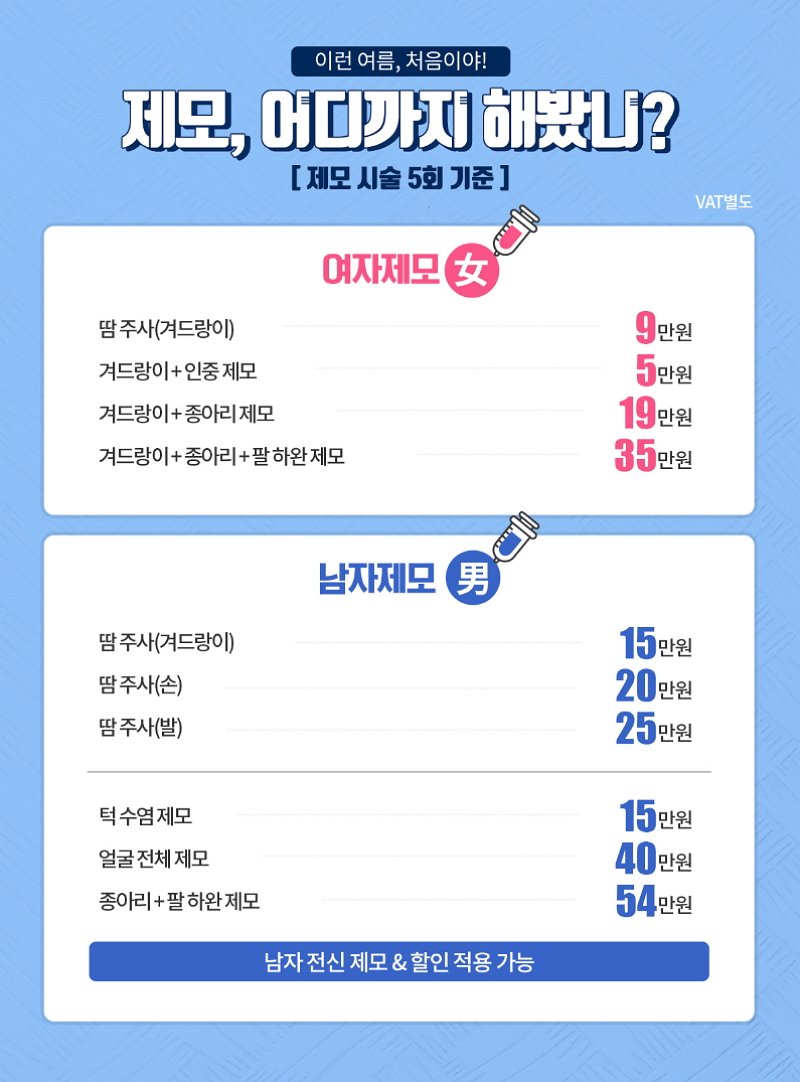 이런 여름, 처음이야!
제모, 어디까지 해봤니?
[ 제모 시술 5회 기준 ]
VAT별도
여자제모 女
땀 주사(겨드랑이) 9만원
겨드랑이+인중 제모 5만원
겨드랑이+종아리 제모 19만원
겨드랑이+종아리+팔 하완 제모 35만원
남자제모 男
땀 주사(겨드랑이) 15만원
땀 주사(손) 20만원
땀 주사(발) 25만원
턱 수염 제모 15만원
얼굴 전체 제모 40만원
종아리+팔 하완 제모 54만원
남자 전신 제모 & 할인 적용 가능